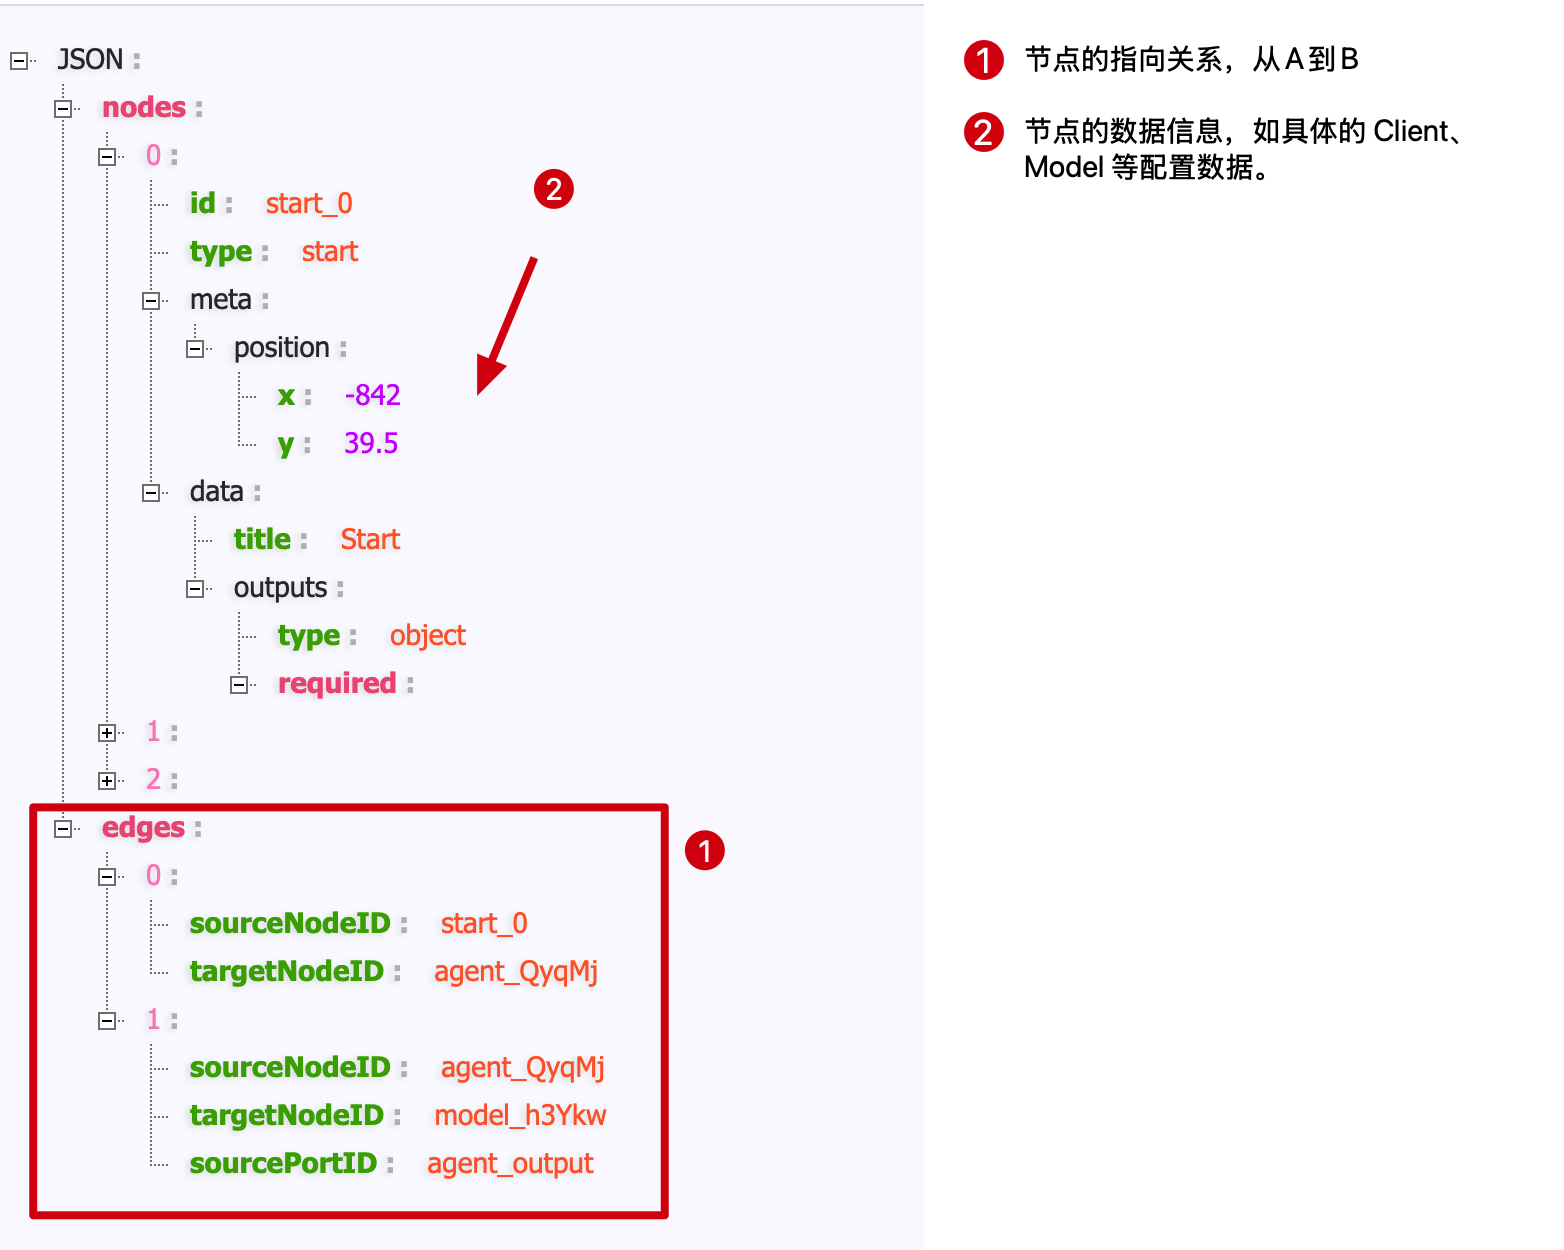 JSON :
nodes :
0 :
id : start_0
type : start
meta :
position :
x : -842
y : 39.5
data :
title : Start
outputs :
type : object
required :
1 :
2 :
edges :
0 :
sourceNodeID : start_0
targetNodeID : agent_QyqMj
1 :
sourceNodeID : agent_QyqMj
targetNodeID : model_h3Ykw
sourcePortID : agent_output
2
1
1 节点的指向关系，从A到B
2 节点的数据信息，如具体的 Client、
Model 等配置数据。